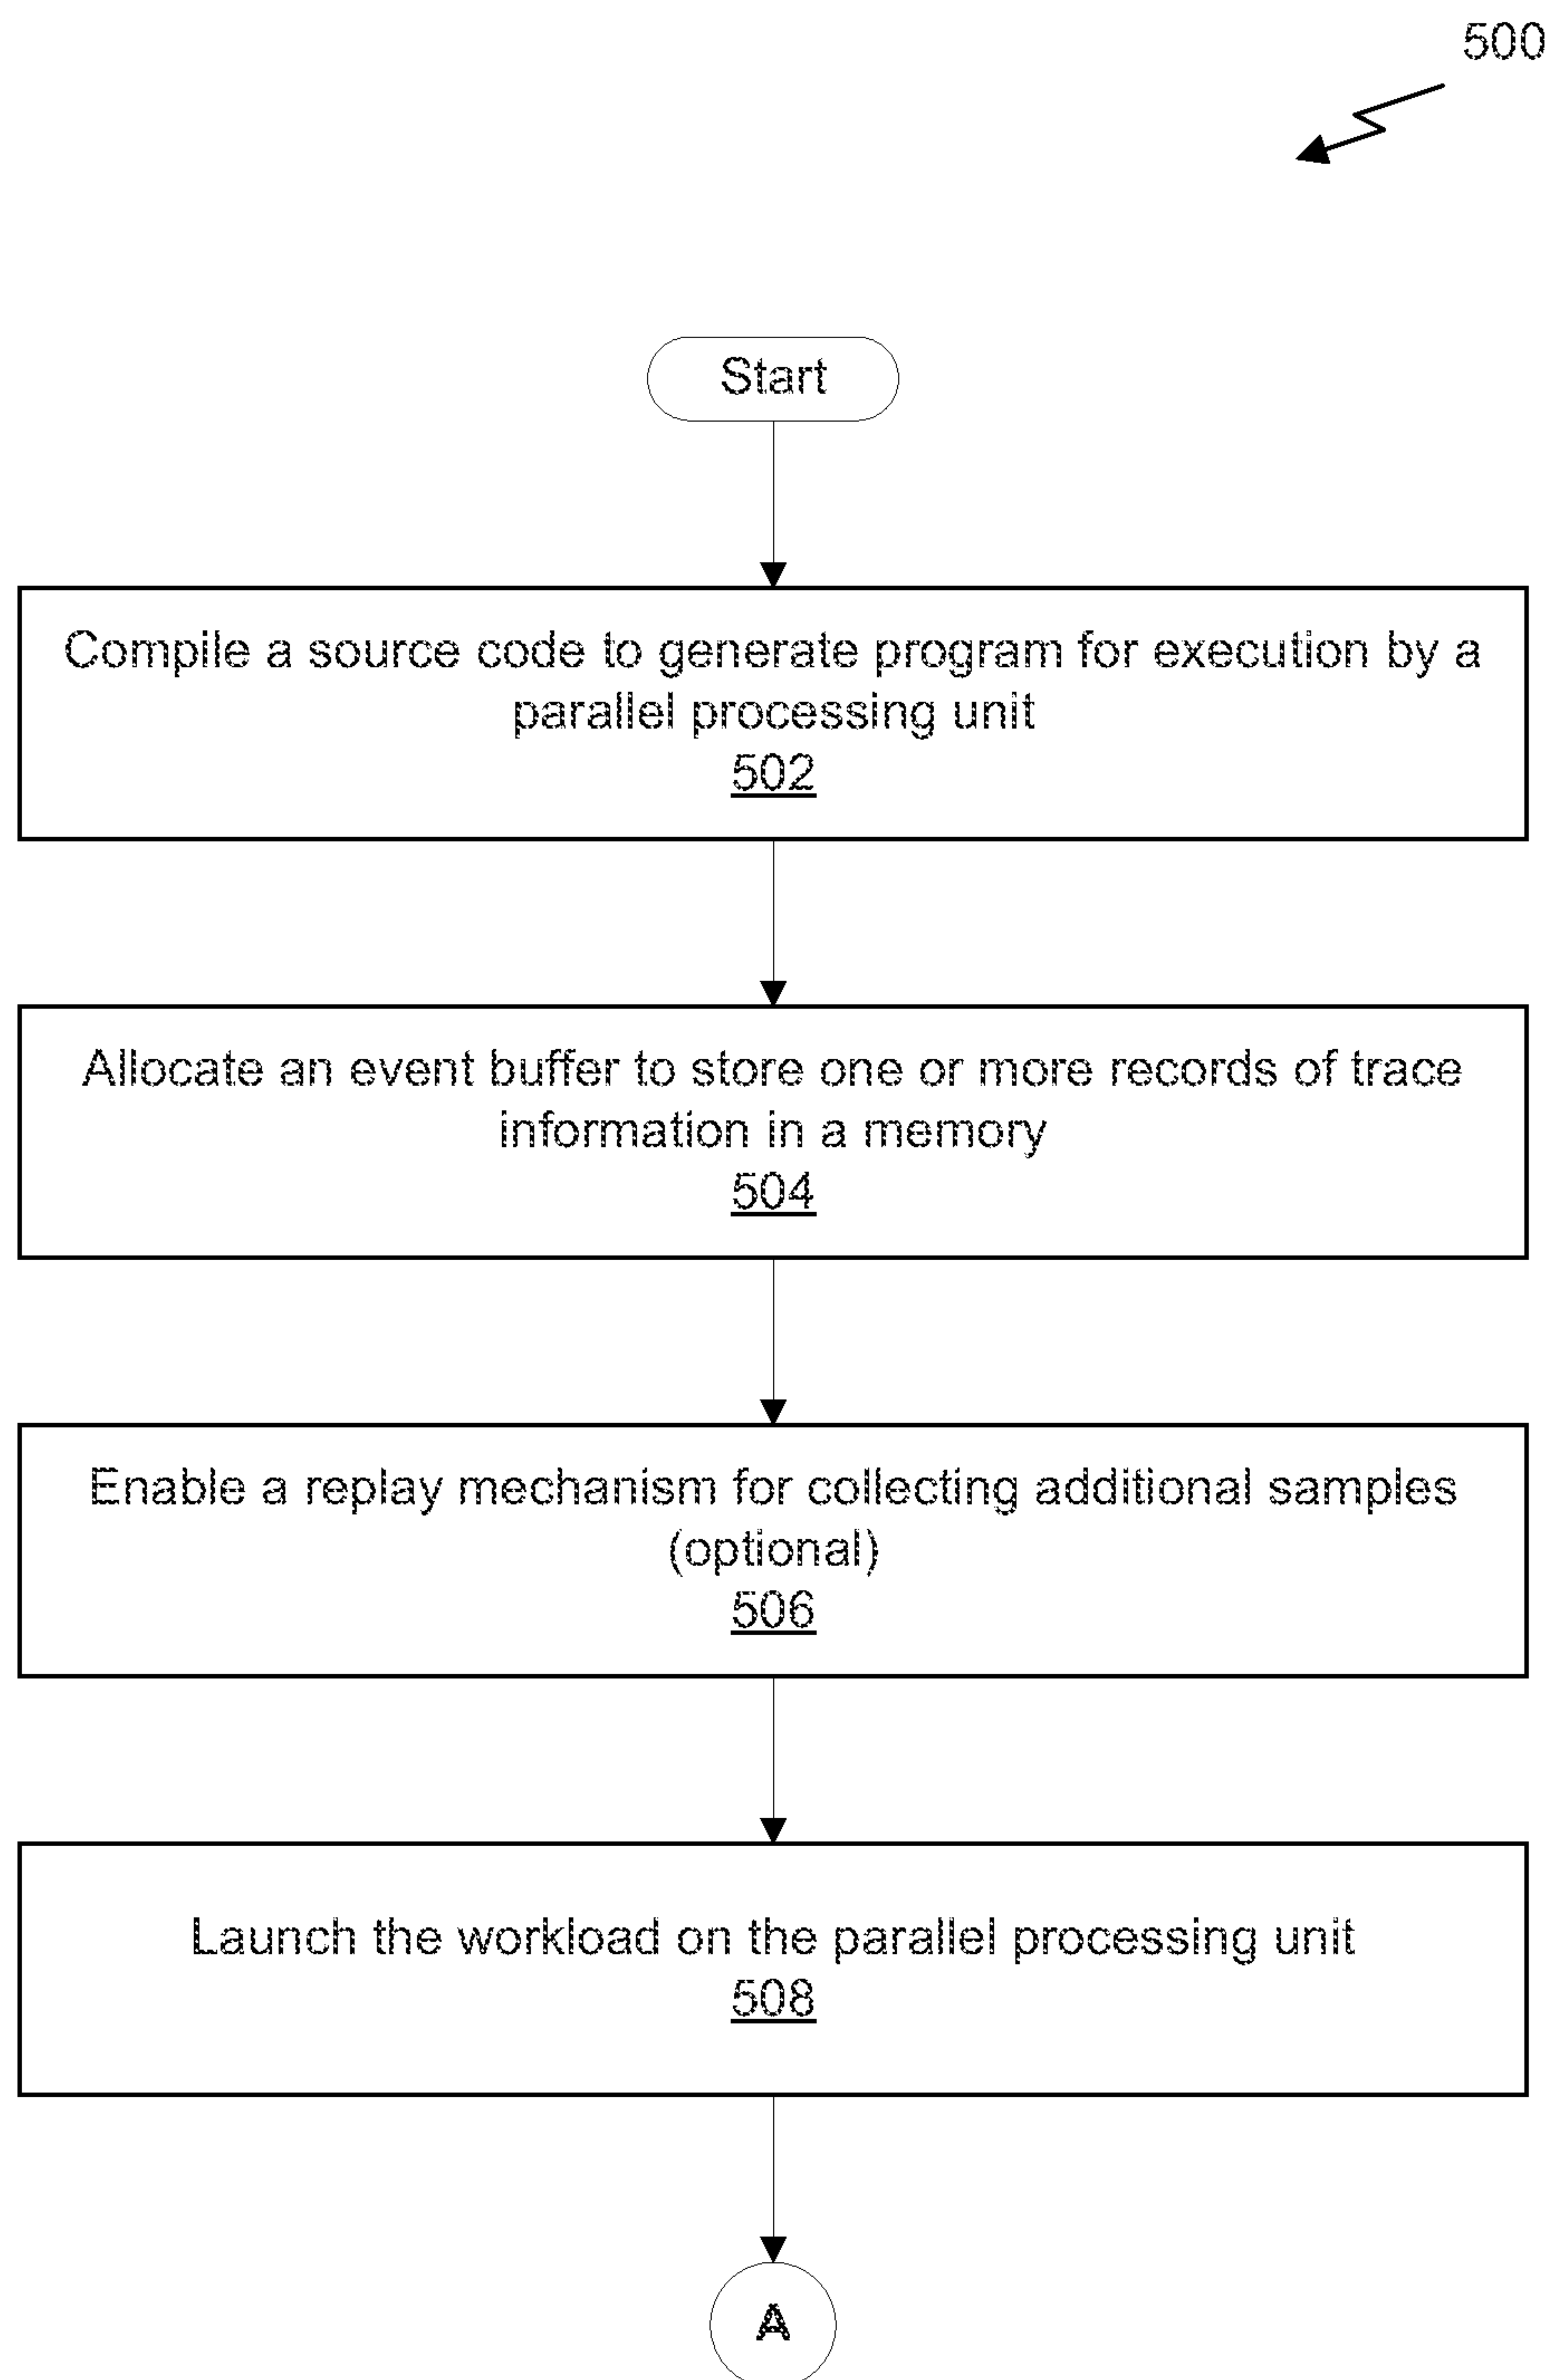 500
Start
Compile a source code to generate program for execution by a
parallel processing unit
502
Allocate an event buffer to store one or more records of trace
information in a memory
504
Enable a replay mechanism for collecting additional samples
(optional)
506
Launch the workload on the parallel processing unit
508
A